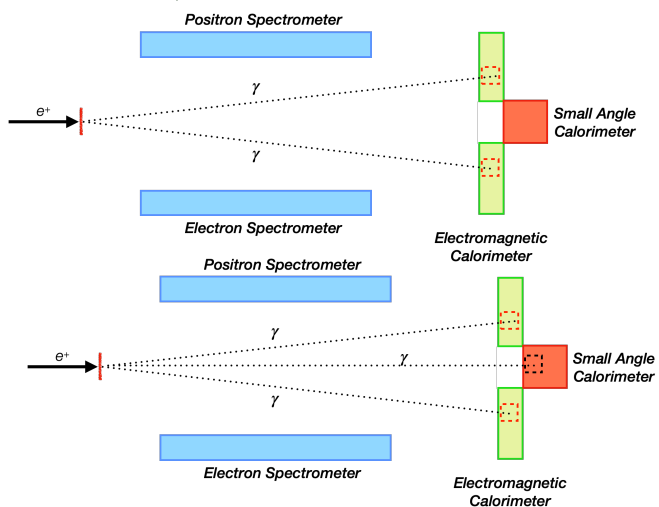 Positron Spectrometer
γ
e⁺
Small Angle
Calorimeter
γ
Electron Spectrometer
Electromagnetic
Calorimeter
Positron Spectrometer
γ
e⁺
γ
Small Angle
Calorimeter
γ
Electron Spectrometer
Electromagnetic
Calorimeter